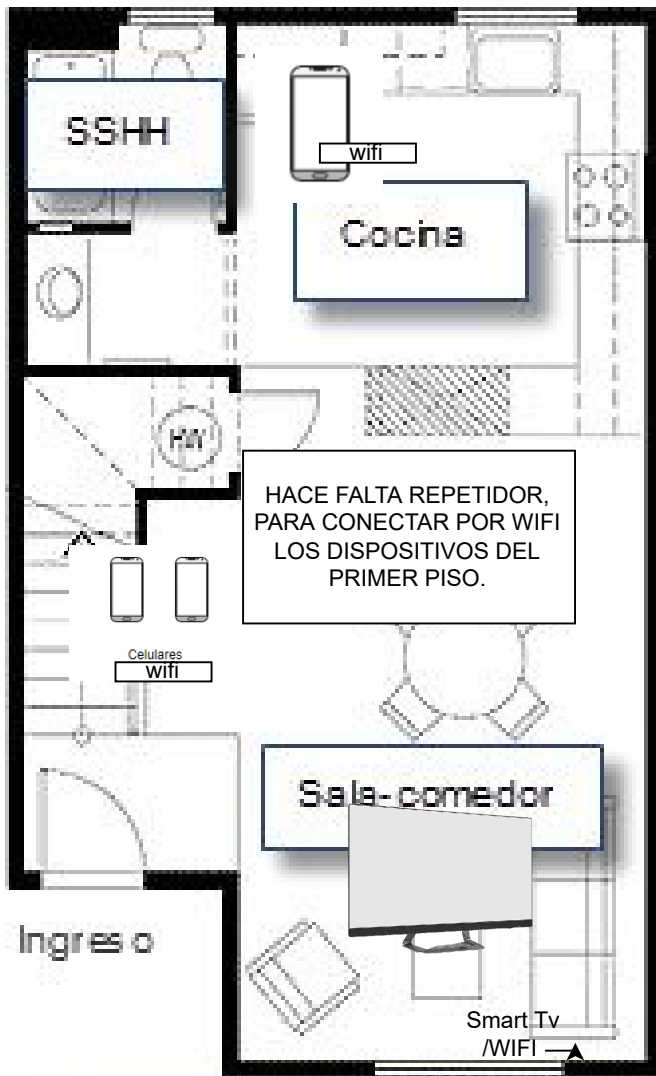 SSHH
wifi
Cocina
HW
HACE FALTA REPETIDOR,
PARA CONECTAR POR WIFI
LOS DISPOSITIVOS DEL
PRIMER PISO.
Celulares
wifi
Sala-comedor
Ingreso
Smart Tv
/WIFI